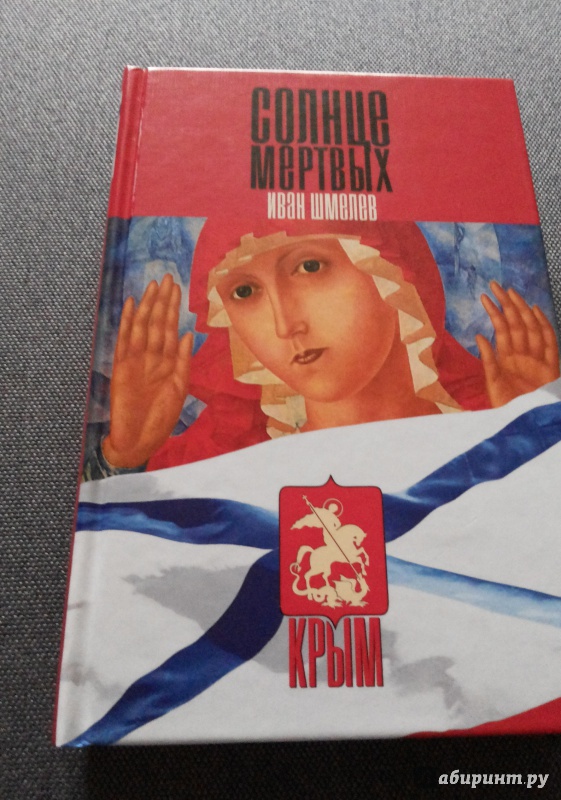 СОЛНЦЕ
МЕРТВЫХ
ИВАН ШМЕЛЕВ
КРЫМ
абиринт.ру